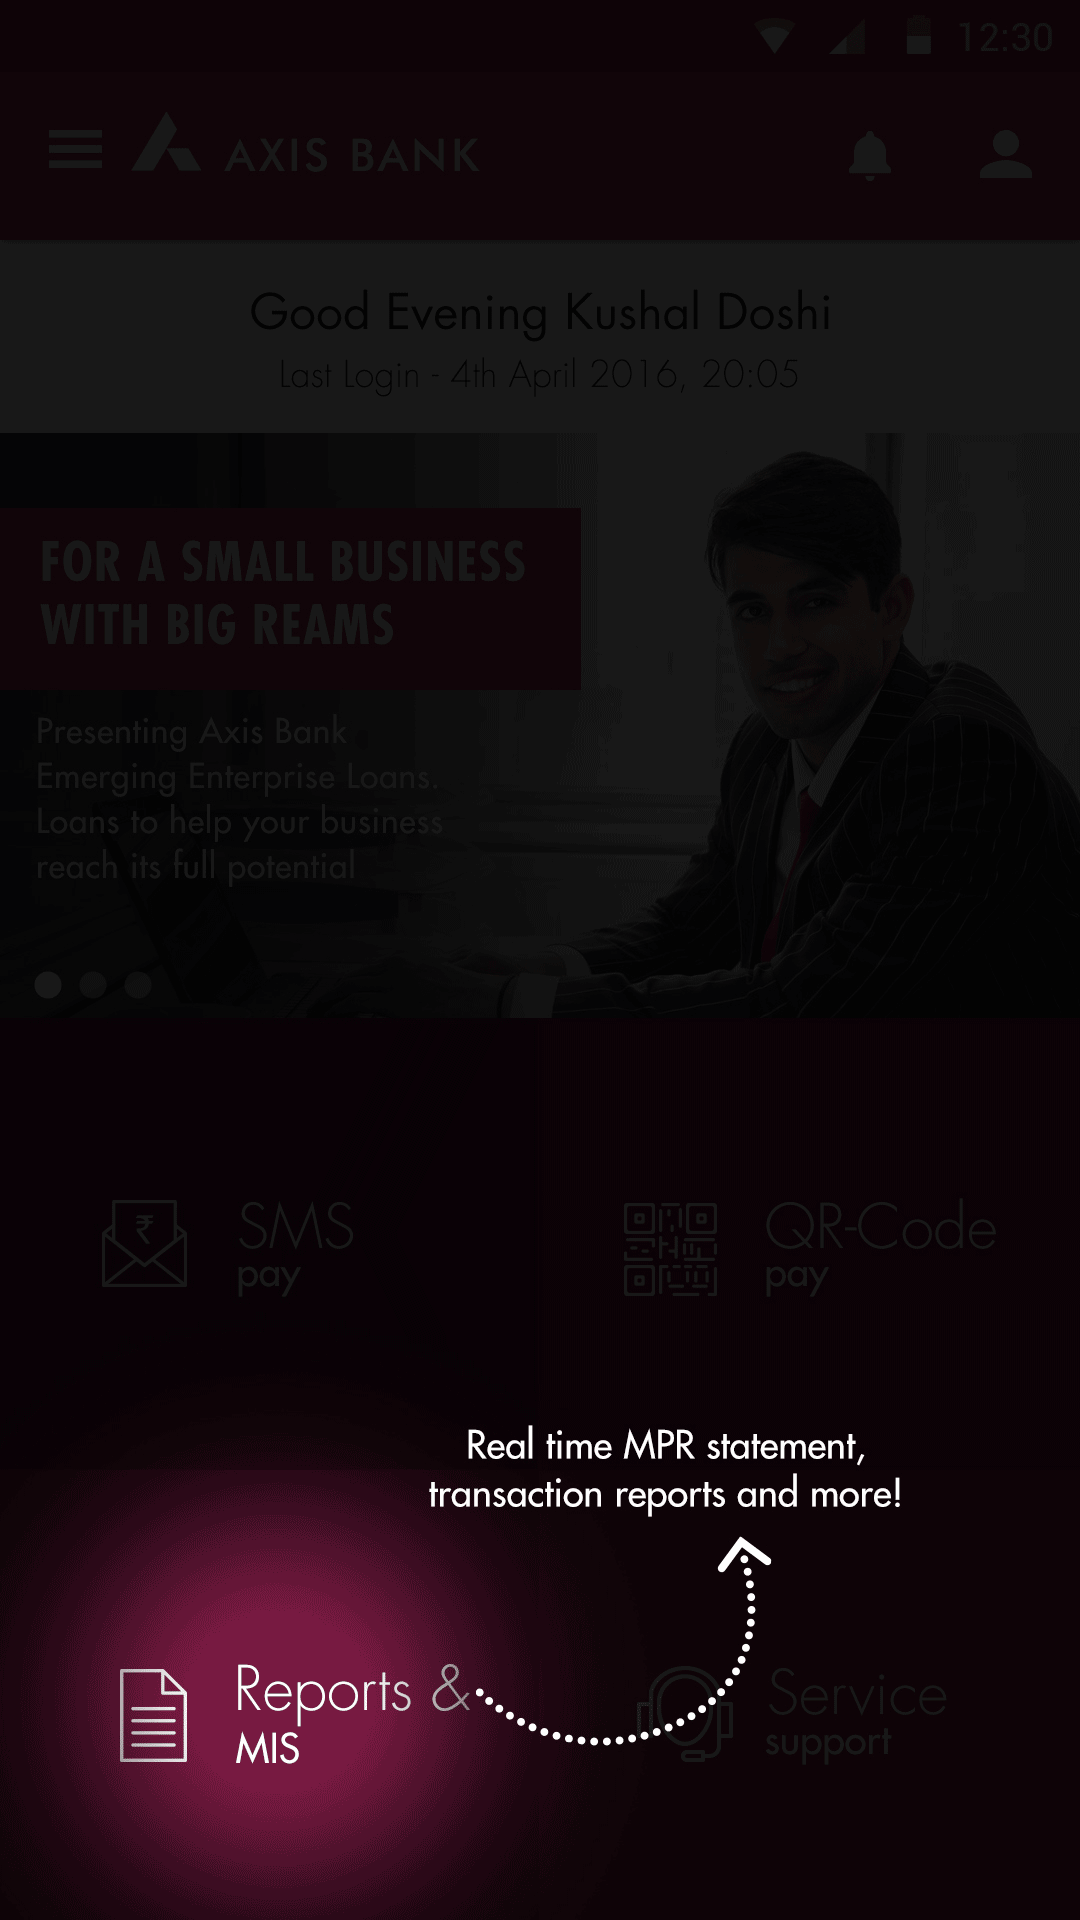 12:30
AXIS BANK
Good Evening Kushal Doshi
Last Login - 4th April 2016, 20:05
FOR A SMALL BUSINESS
WITH BIG REAMS
Presenting Axis Bank
Emerging Enterprise Loans.
Loans to help your business
reach its full potential
₹
SMS
pay
QR-Code
pay
Real time MPR statement,
transaction reports and more!
Reports &
MIS
Service
support